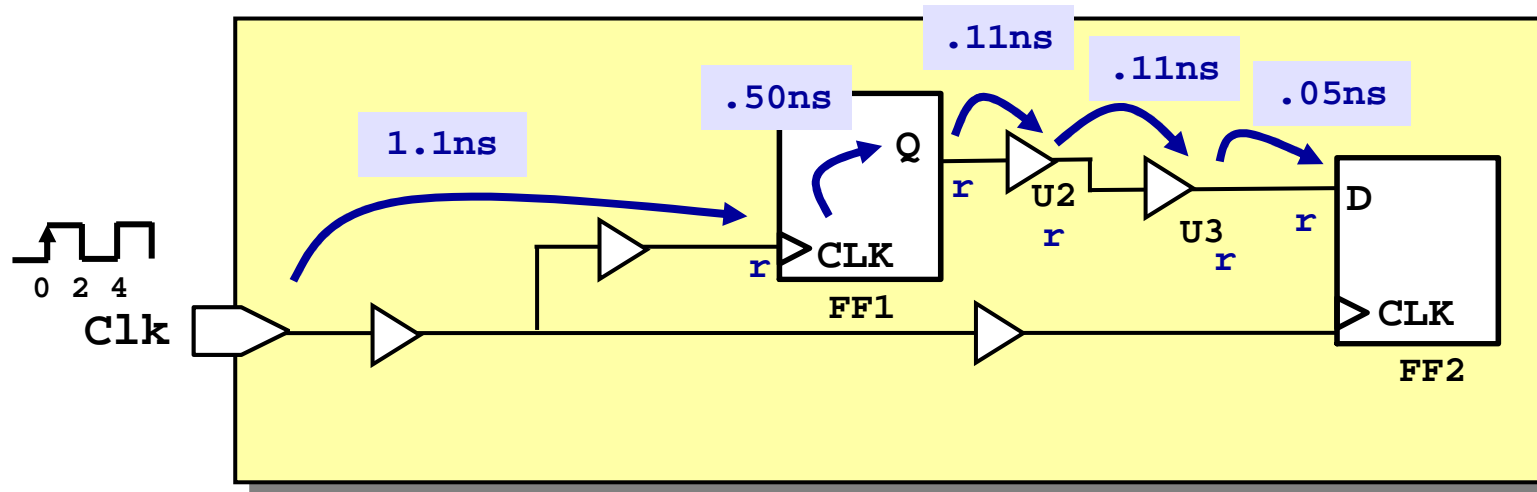 .11ns
.11ns
.05ns
.50ns
1.1ns
Q
r
U2
r
U3
r
r
D
r
CLK
FF1
CLK
FF2
0 2 4
Clk